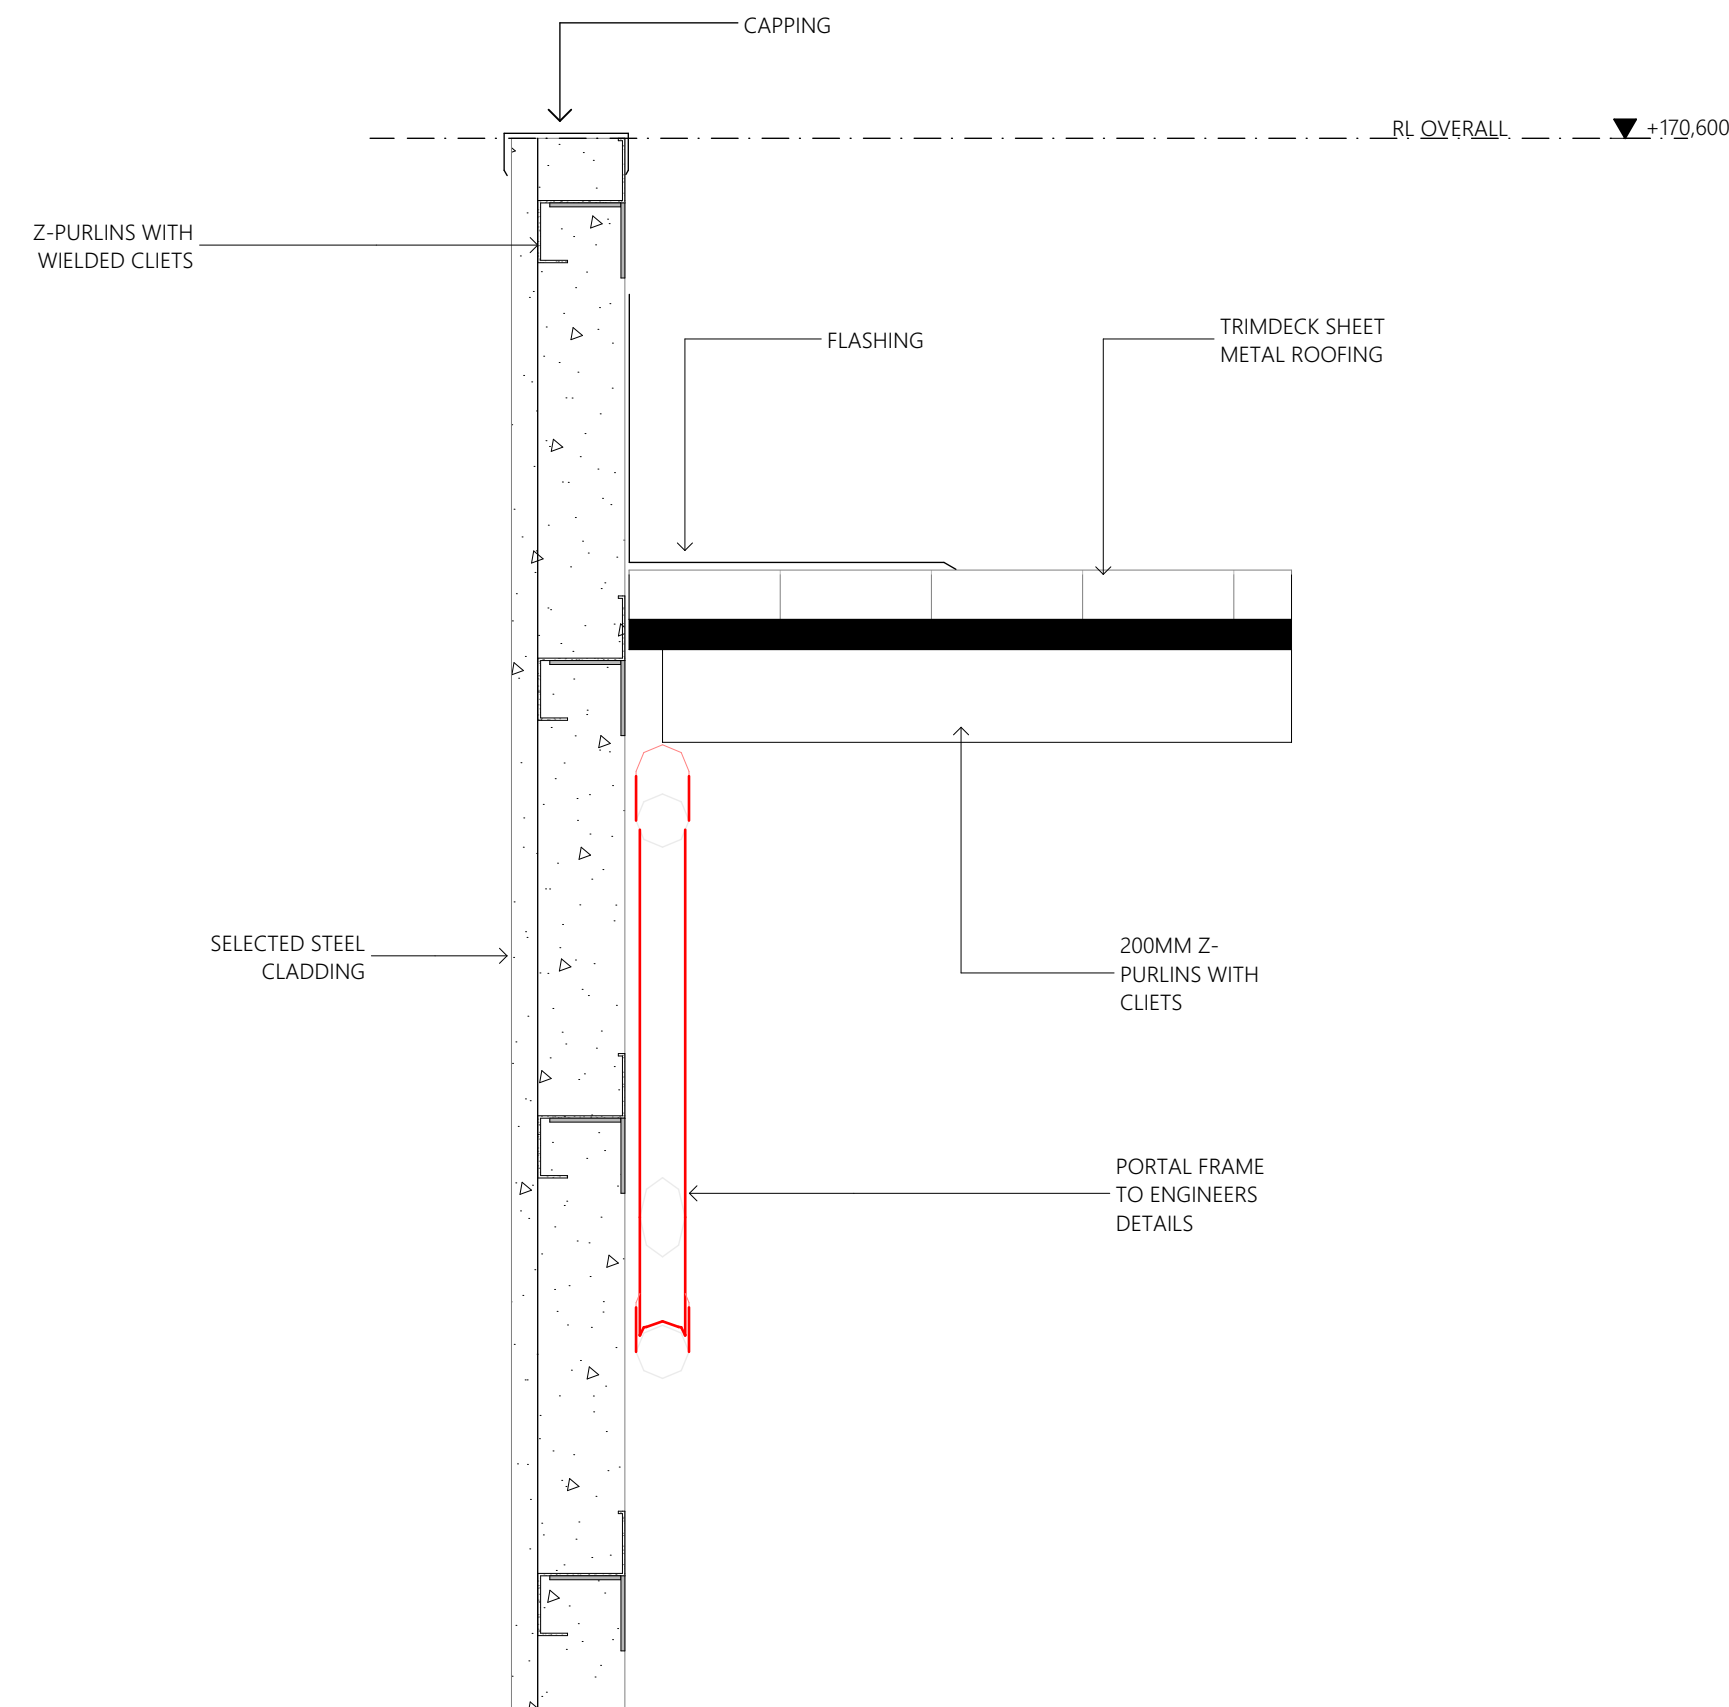 CAPPING
RL OVERALL
+170,600
Z-PURLINS WITH
WIELDED CLIETS
FLASHING
TRIMDECK SHEET
METAL ROOFING
SELECTED STEEL
CLADDING
200MM Z-
PURLINS WITH
CLIETS
PORTAL FRAME
TO ENGINEERS
DETAILS